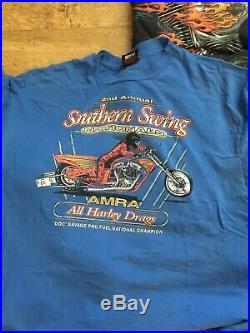 2nd Annual
Southern Swing
NATIONALS
AMRA
All Harley Drags
"DOC" SAVAGE PRO FUEL NATIONAL CHAMPION